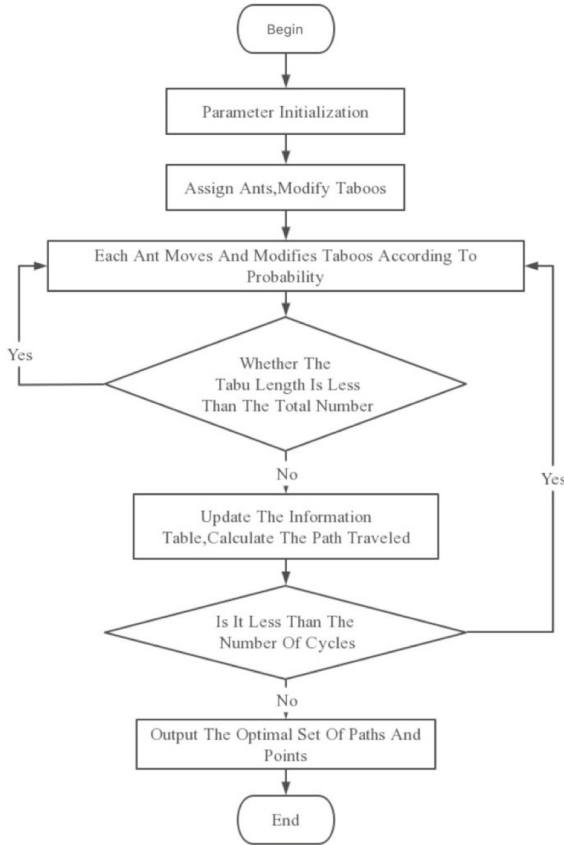 Begin
Parameter Initialization
Assign Ants,Modify Taboos
Each Ant Moves And Modifies Taboos According To
Probability
Yes
Whether The
Tabu Length Is Less
Than The Total Number
No
Yes
Update The Information
Table,Calculate The Path Traveled
Is It Less Than The
Number Of Cycles
No
Output The Optimal Set Of Paths And
Points
End